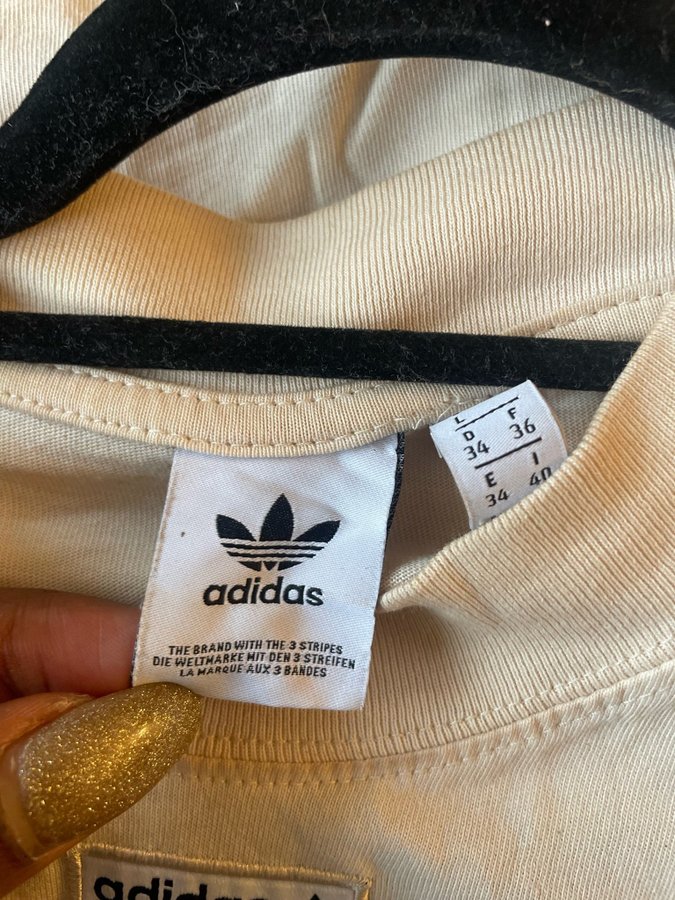 adidas
THE BRAND WITH THE 3 STRIPES
DIE WELTMARKE MIT DEN 3 STREIFEN
LA MARQUE AUX 3 BANDES
D F
34 36
E I
34 40
adidas